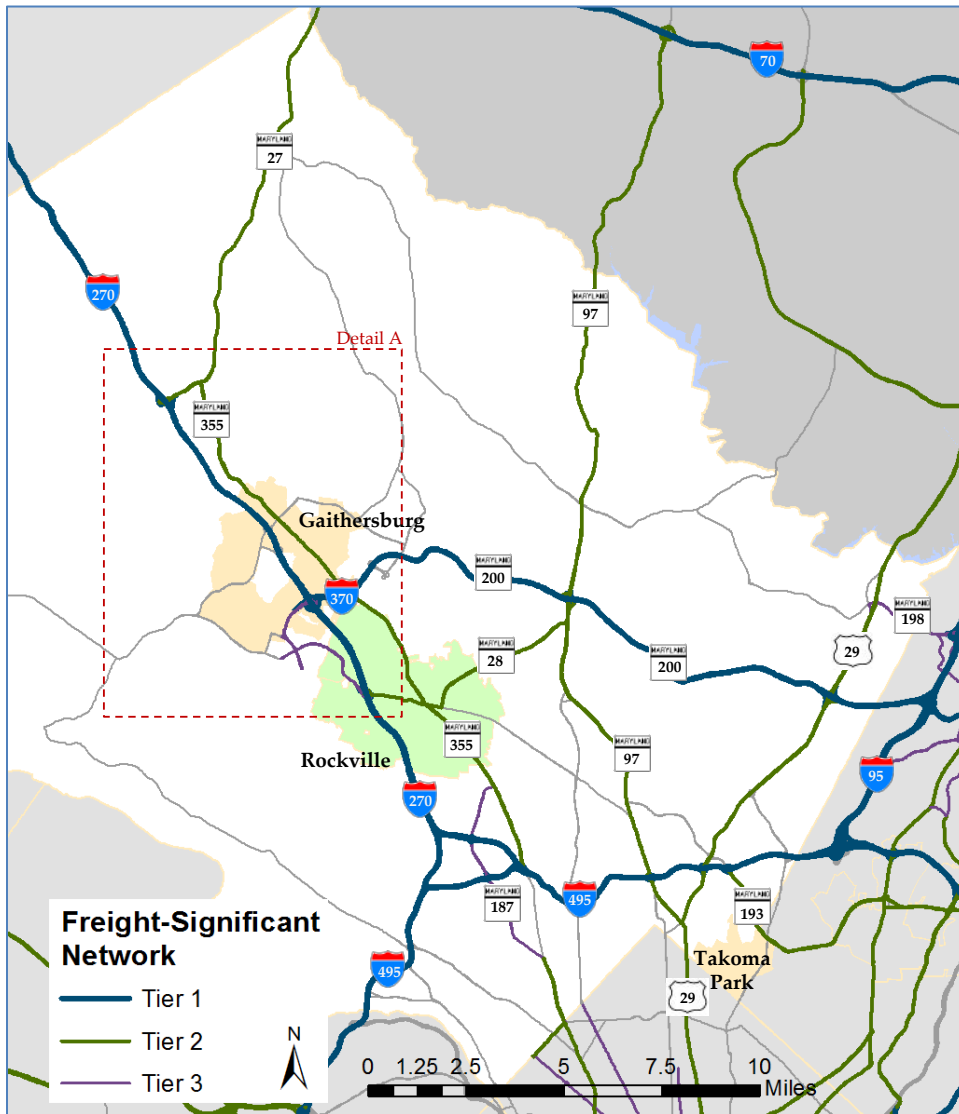 70
MARYLAND
27
270
MARYLAND
97
Detail A
MARYLAND
355
Gaithersburg
MARYLAND
200
370
MARYLAND
198
MARYLAND
28
29
MARYLAND
200
MARYLAND
355
Rockville
MARYLAND
97
95
270
MARYLAND
187
495
MARYLAND
193
Takoma
Park
495
29
Freight-Significant
Network
Tier 1
Tier 2
Tier 3
N
0 1.25 2.5 5 7.5 10
Miles